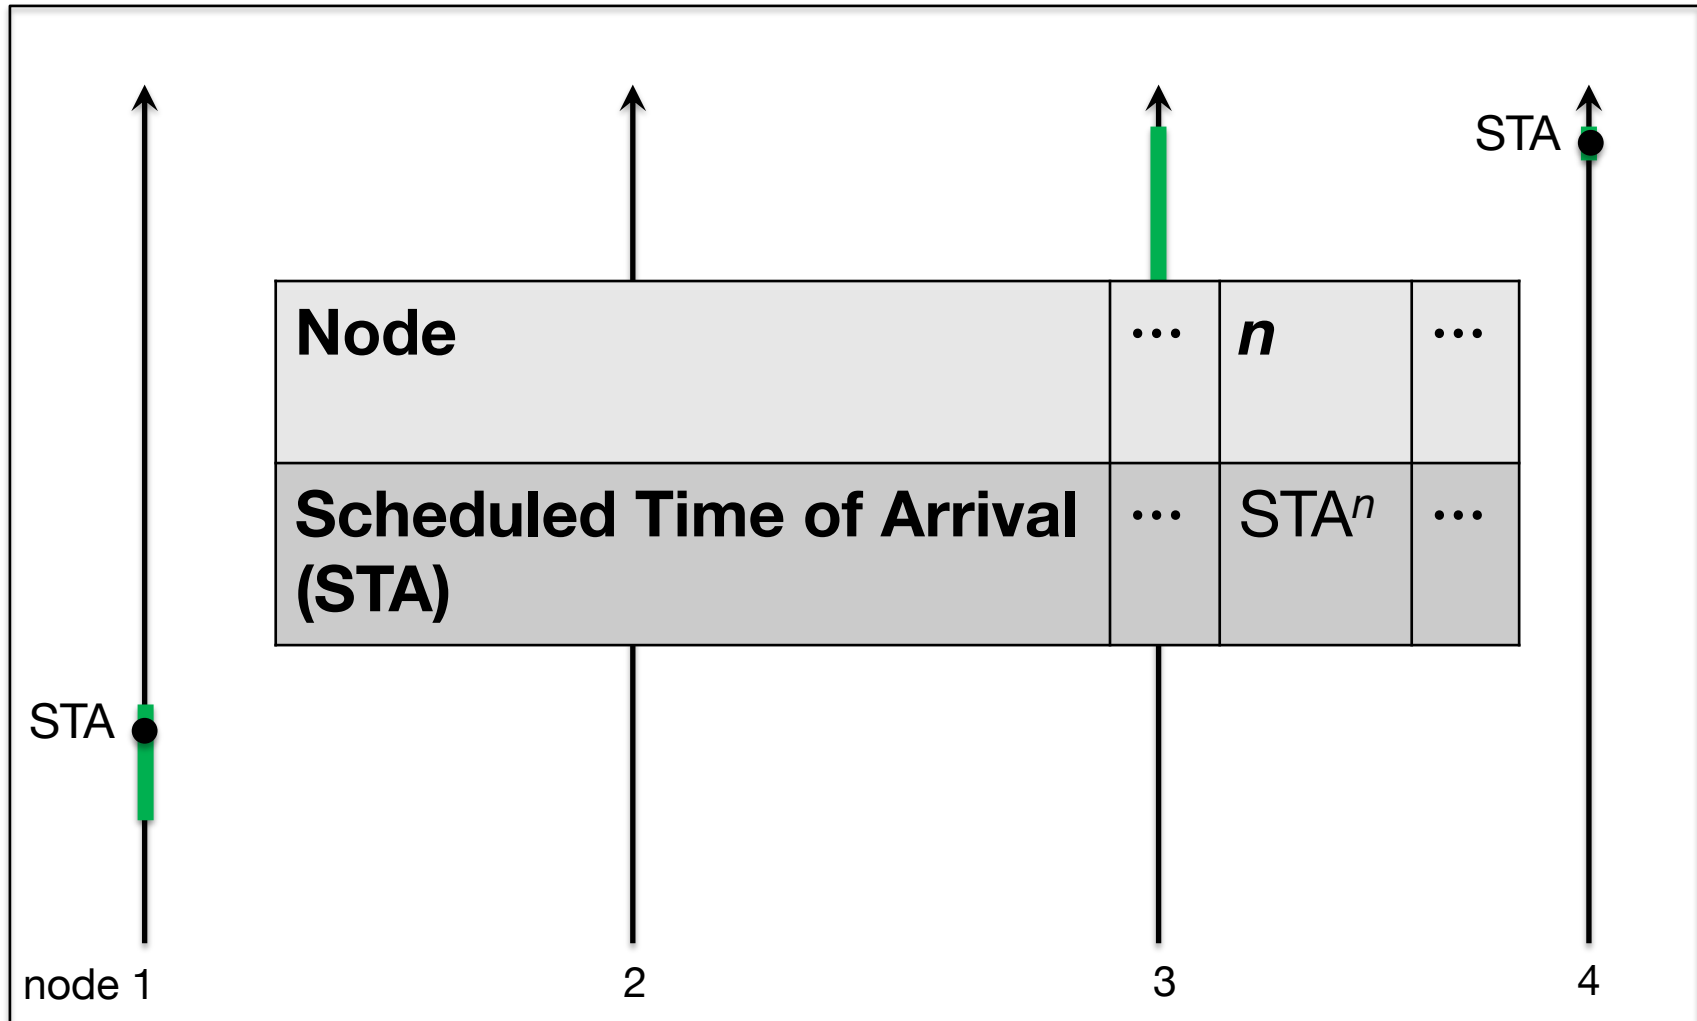 STA
Node ... n ...
Scheduled Time of Arrival ... STAⁿ ...
(STA)
STA
node 1 2 3 4